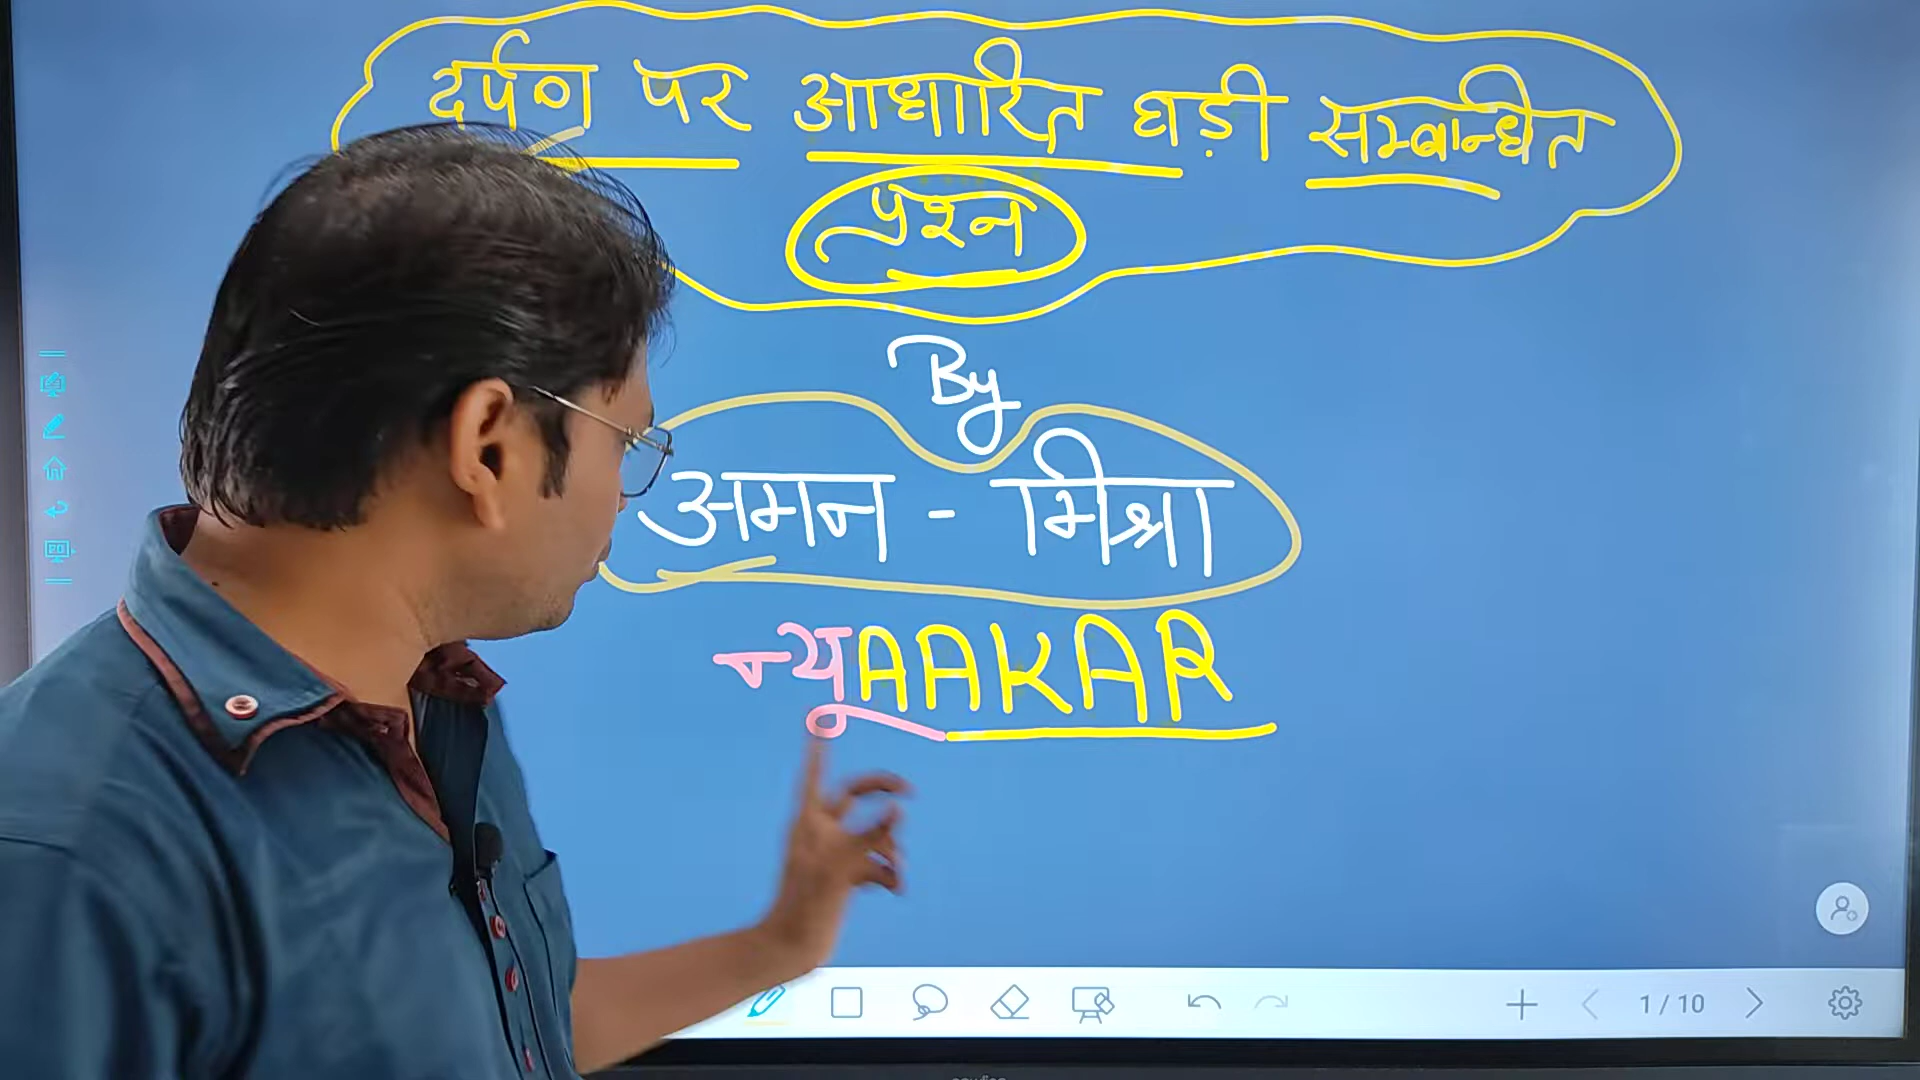 दर्पण पर आधारित घड़ी सम्बन्धित
प्रश्न
By
अमन - मिश्रा
न्यू AAKAR
1 / 10